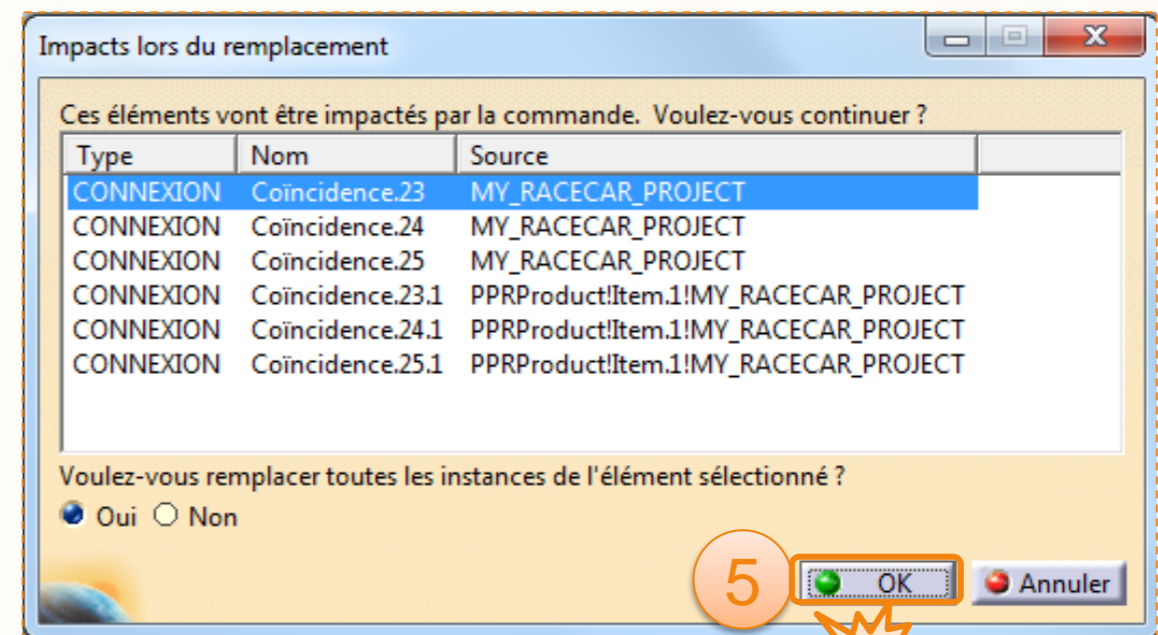 Impacts lors du remplacement
Ces éléments vont être impactés par la commande. Voulez-vous continuer ?
Type Nom Source
CONNEXION Coïncidence.23 MY_RACECAR_PROJECT
CONNEXION Coïncidence.24 MY_RACECAR_PROJECT
CONNEXION Coïncidence.25 MY_RACECAR_PROJECT
CONNEXION Coïncidence.23.1 PPRProduct!Item.1!MY_RACECAR_PROJECT
CONNEXION Coïncidence.24.1 PPRProduct!Item.1!MY_RACECAR_PROJECT
CONNEXION Coïncidence.25.1 PPRProduct!Item.1!MY_RACECAR_PROJECT
Voulez-vous remplacer toutes les instances de l'élément sélectionné ?
Oui Non
5 OK Annuler